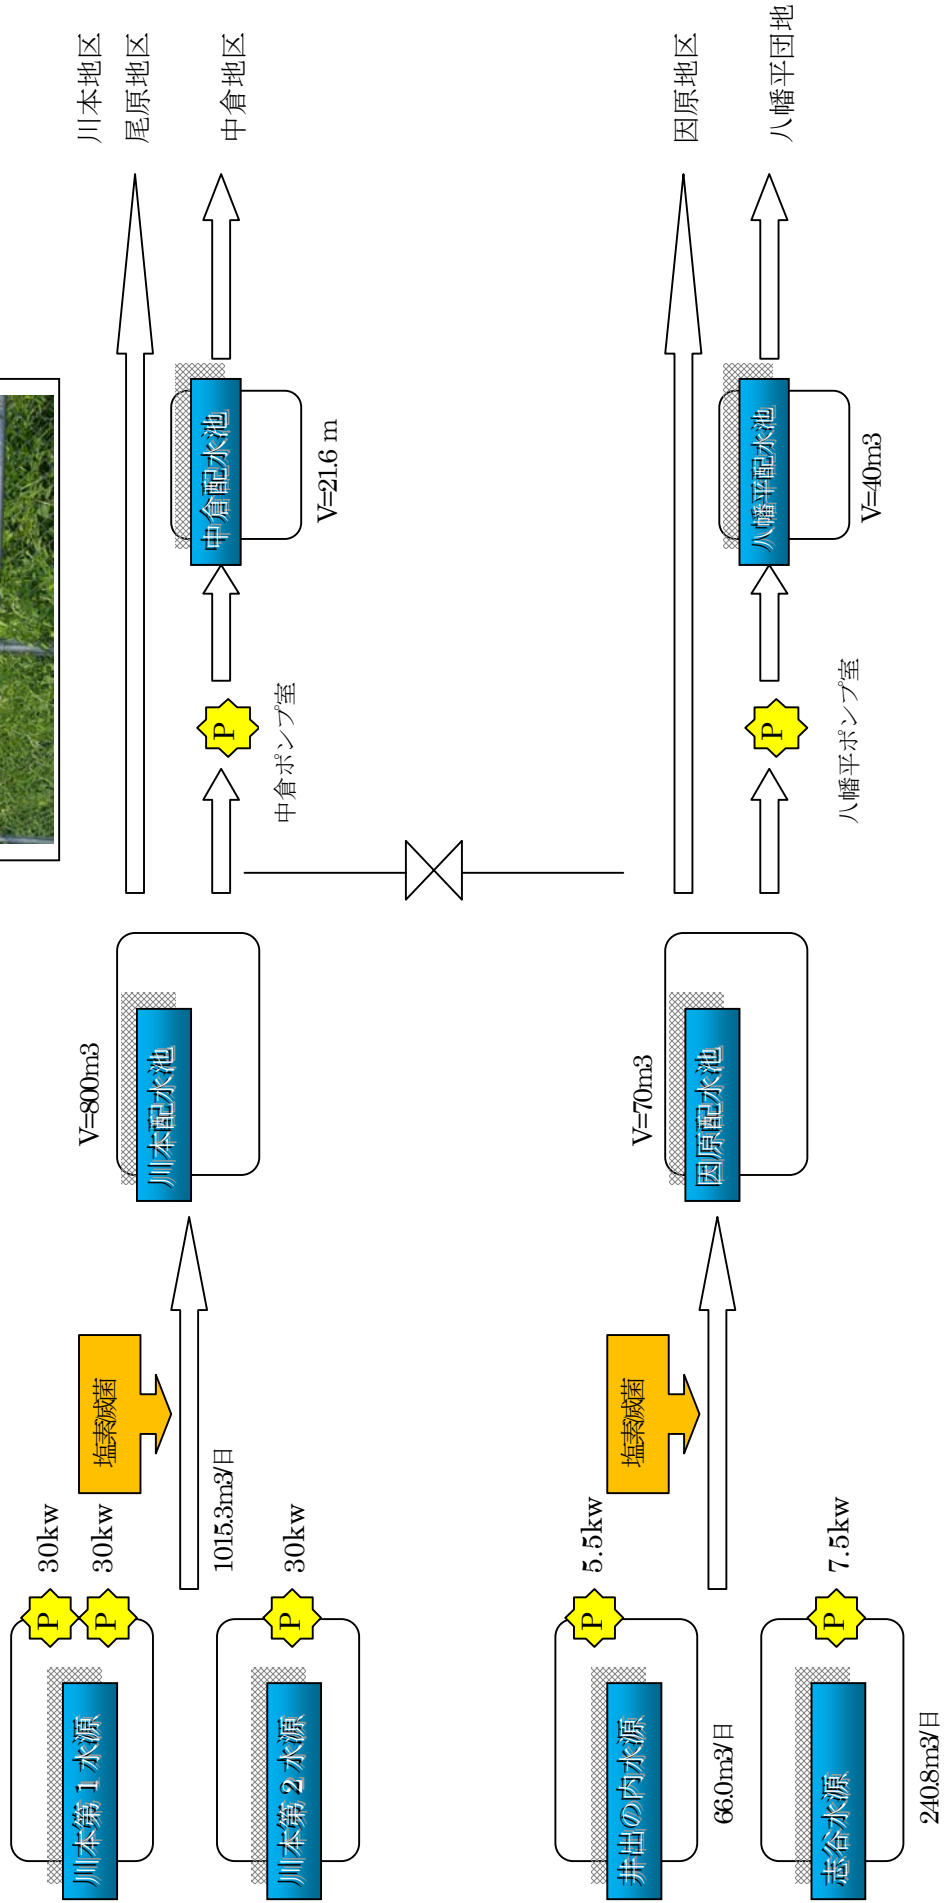 川本第 1 水源
30kw
P
30kw
P
川本第 2 水源
30kw
P
塩素滅菌
1015.3m3/日
V=800m3
川本配水池
P
中倉ポンプ室
中倉配水池
V=21.6 m
川本地区
尾原地区
中倉地区
井出の内水源
66.0m3/日
5.5kw
P
志谷水源
240.8m3/日
7.5kw
P
塩素滅菌
V=70m3
因原配水池
P
八幡平ポンプ室
八幡平配水池
V=40m3
因原地区
八幡平団地